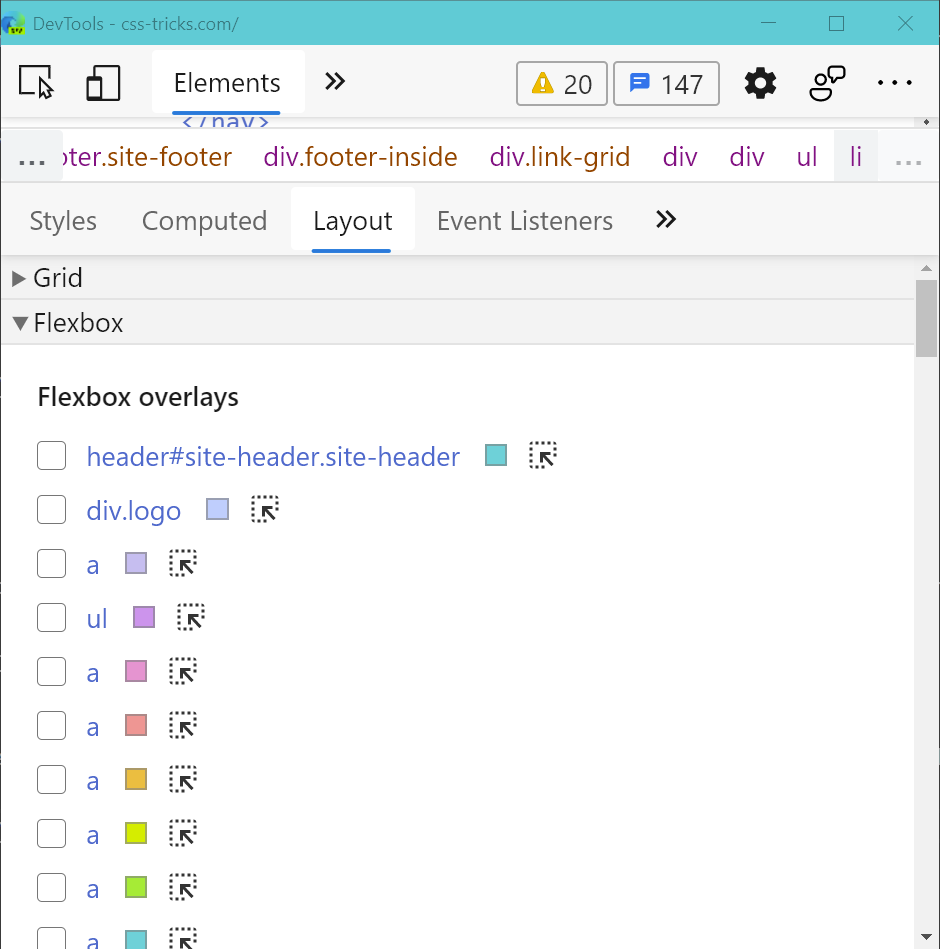 DevTools - css-tricks.com/
Elements 20 147
</nav>
... oter.site-footer div.footer-inside div.link-grid div div ul li ...
Styles Computed Layout Event Listeners
Grid
Flexbox
Flexbox overlays
header#site-header.site-header
div.logo
a
ul
a
a
a
a
a
a